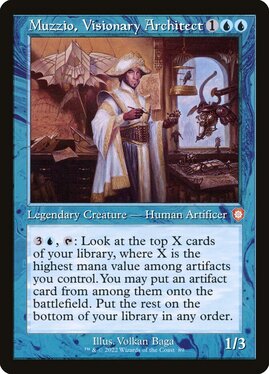 Muzzio, Visionary Architect 1
Legendary Creature — Human Artificer
3, : Look at the top X cards
of your library, where X is the
highest mana value among artifacts
you control. You may put an artifact
card from among them onto the
battlefield. Put the rest on the
bottom of your library in any order.
1/3
Illus. Volkan Baga
™ & © 2022 Wizards of the Coast